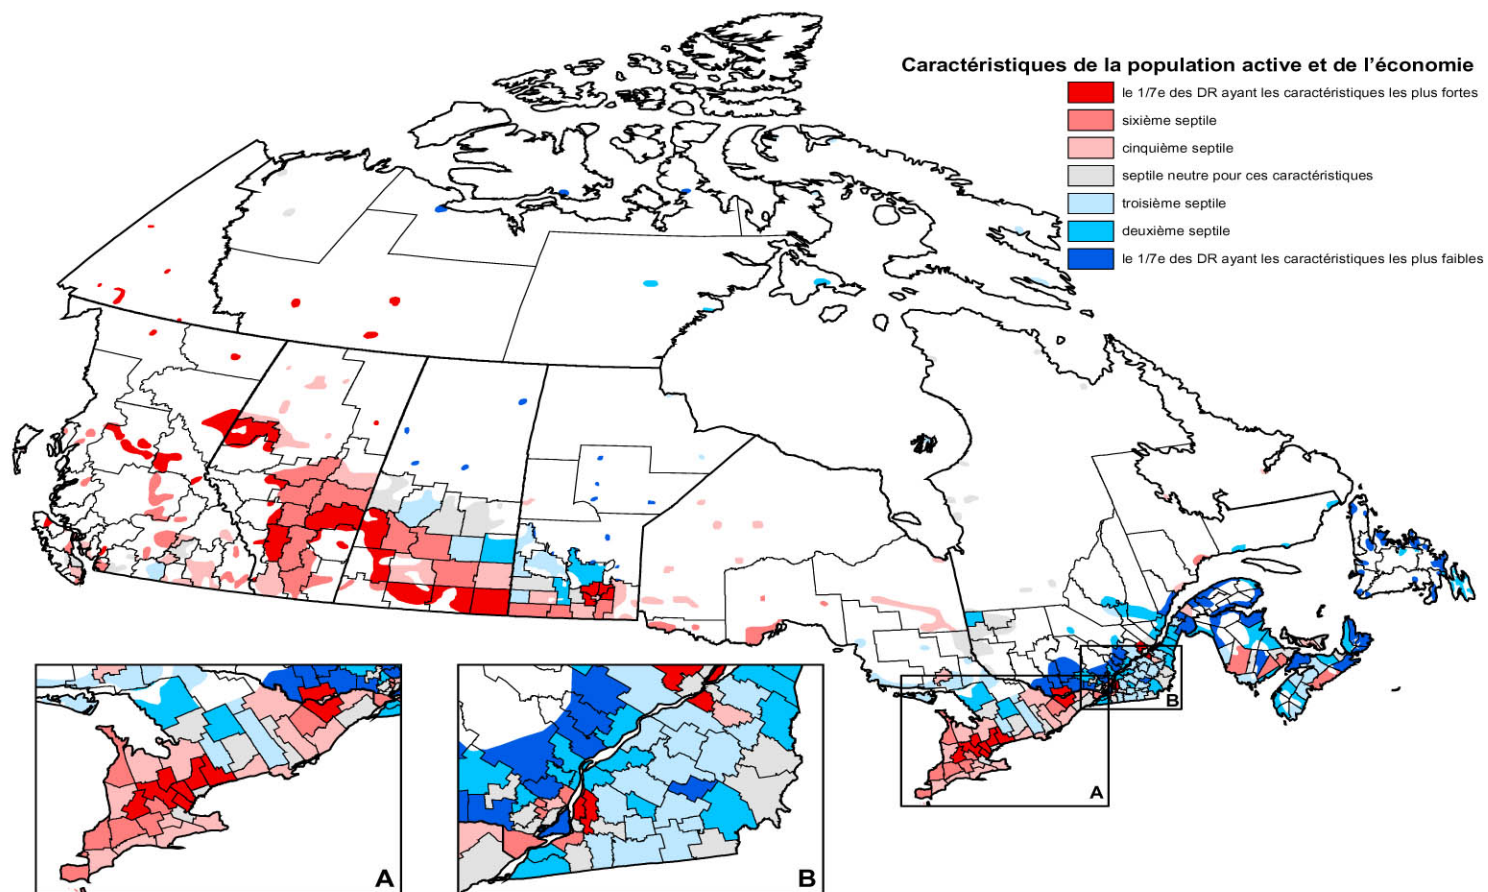 Caractéristiques de la population active et de l'économie
le 1/7e des DR ayant les caractéristiques les plus fortes
sixième septile
cinquième septile
septile neutre pour ces caractéristiques
troisième septile
deuxième septile
le 1/7e des DR ayant les caractéristiques les plus faibles
B
A
A
B